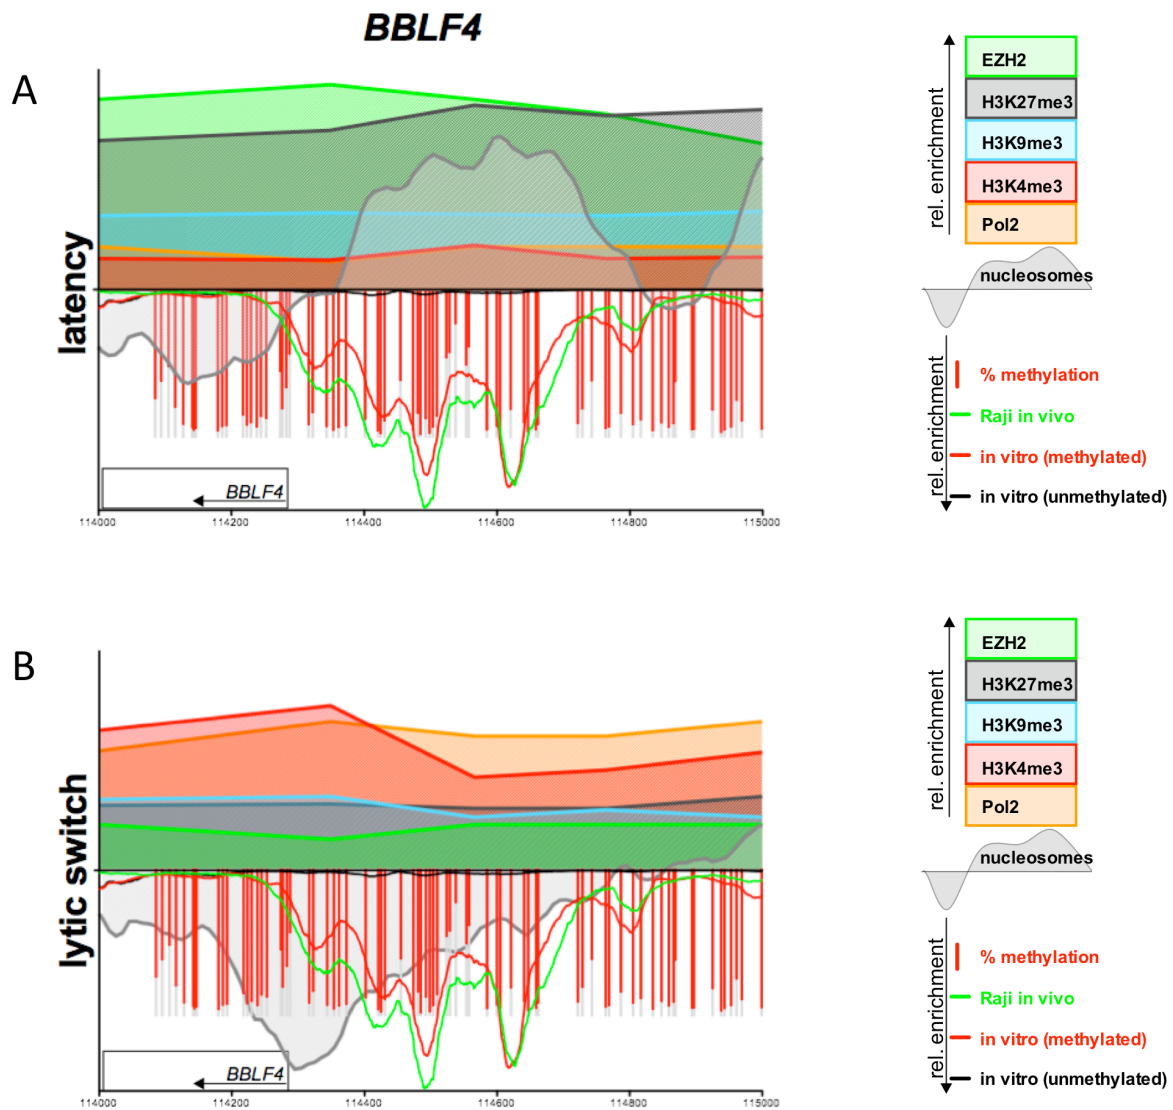 BBLF4
A
latency
BBLF4
114000 114200 114400 114600 114800 115000
rel. enrichment
EZH2
H3K27me3
H3K9me3
H3K4me3
Pol2
nucleosomes
rel. enrichment
% methylation
Raji in vivo
in vitro (methylated)
in vitro (unmethylated)
B
lytic switch
BBLF4
114000 114200 114400 114600 114800 115000
rel. enrichment
EZH2
H3K27me3
H3K9me3
H3K4me3
Pol2
nucleosomes
rel. enrichment
% methylation
Raji in vivo
in vitro (methylated)
in vitro (unmethylated)